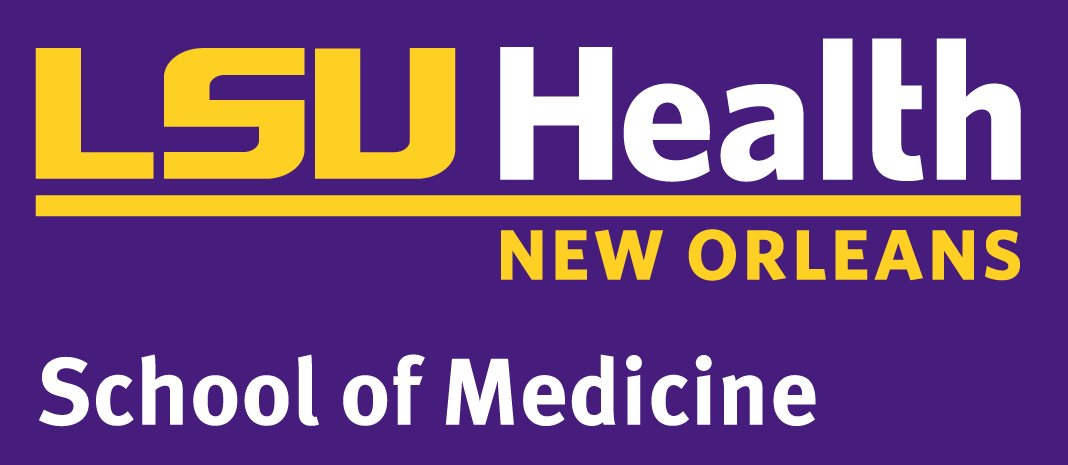 LSU Health
NEW ORLEANS
School of Medicine